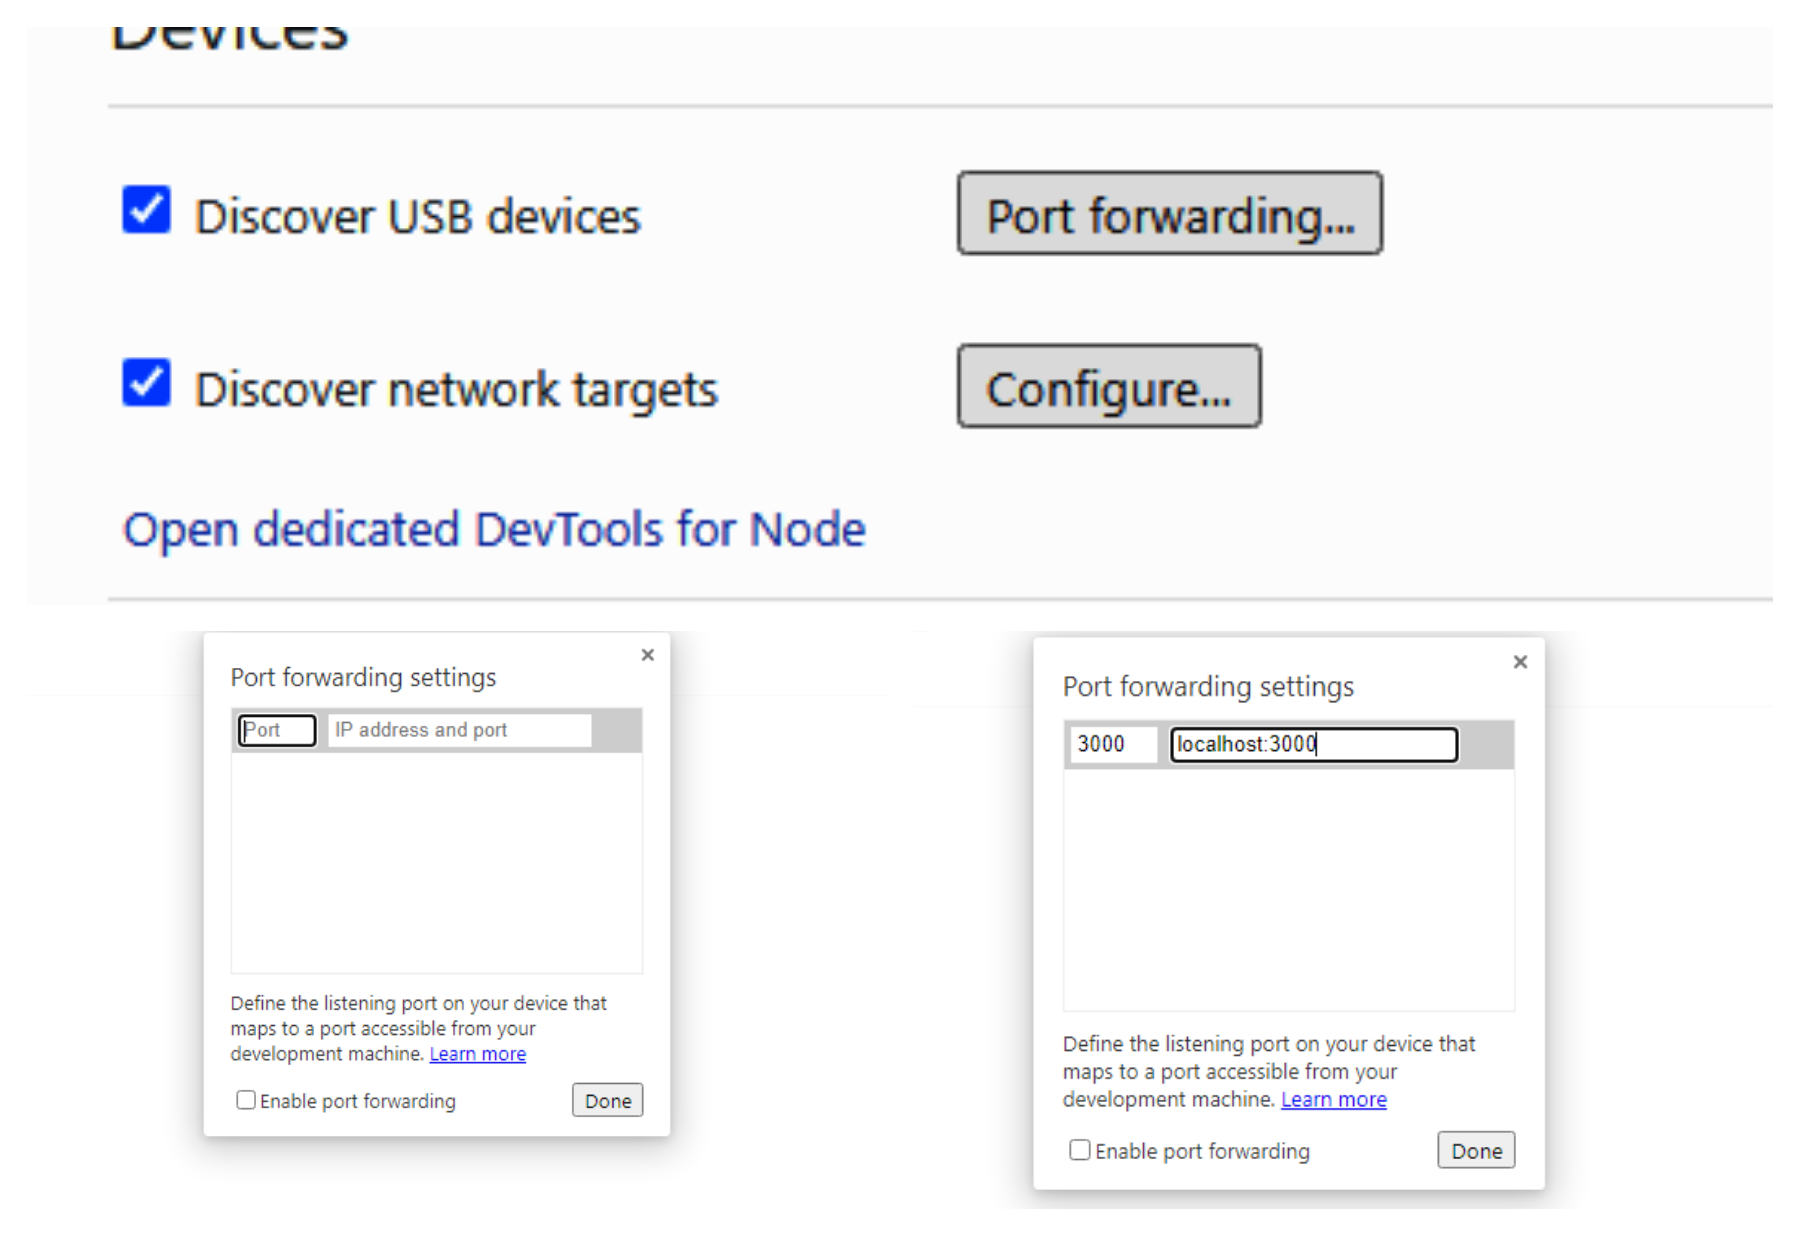 Devices
Discover USB devices
Port forwarding...
Discover network targets
Configure...
Open dedicated DevTools for Node
×
Port forwarding settings
Port
IP address and port
Define the listening port on your device that
maps to a port accessible from your
development machine. Learn more
Enable port forwarding
Done
×
Port forwarding settings
3000
localhost:3000
Define the listening port on your device that
maps to a port accessible from your
development machine. Learn more
Enable port forwarding
Done